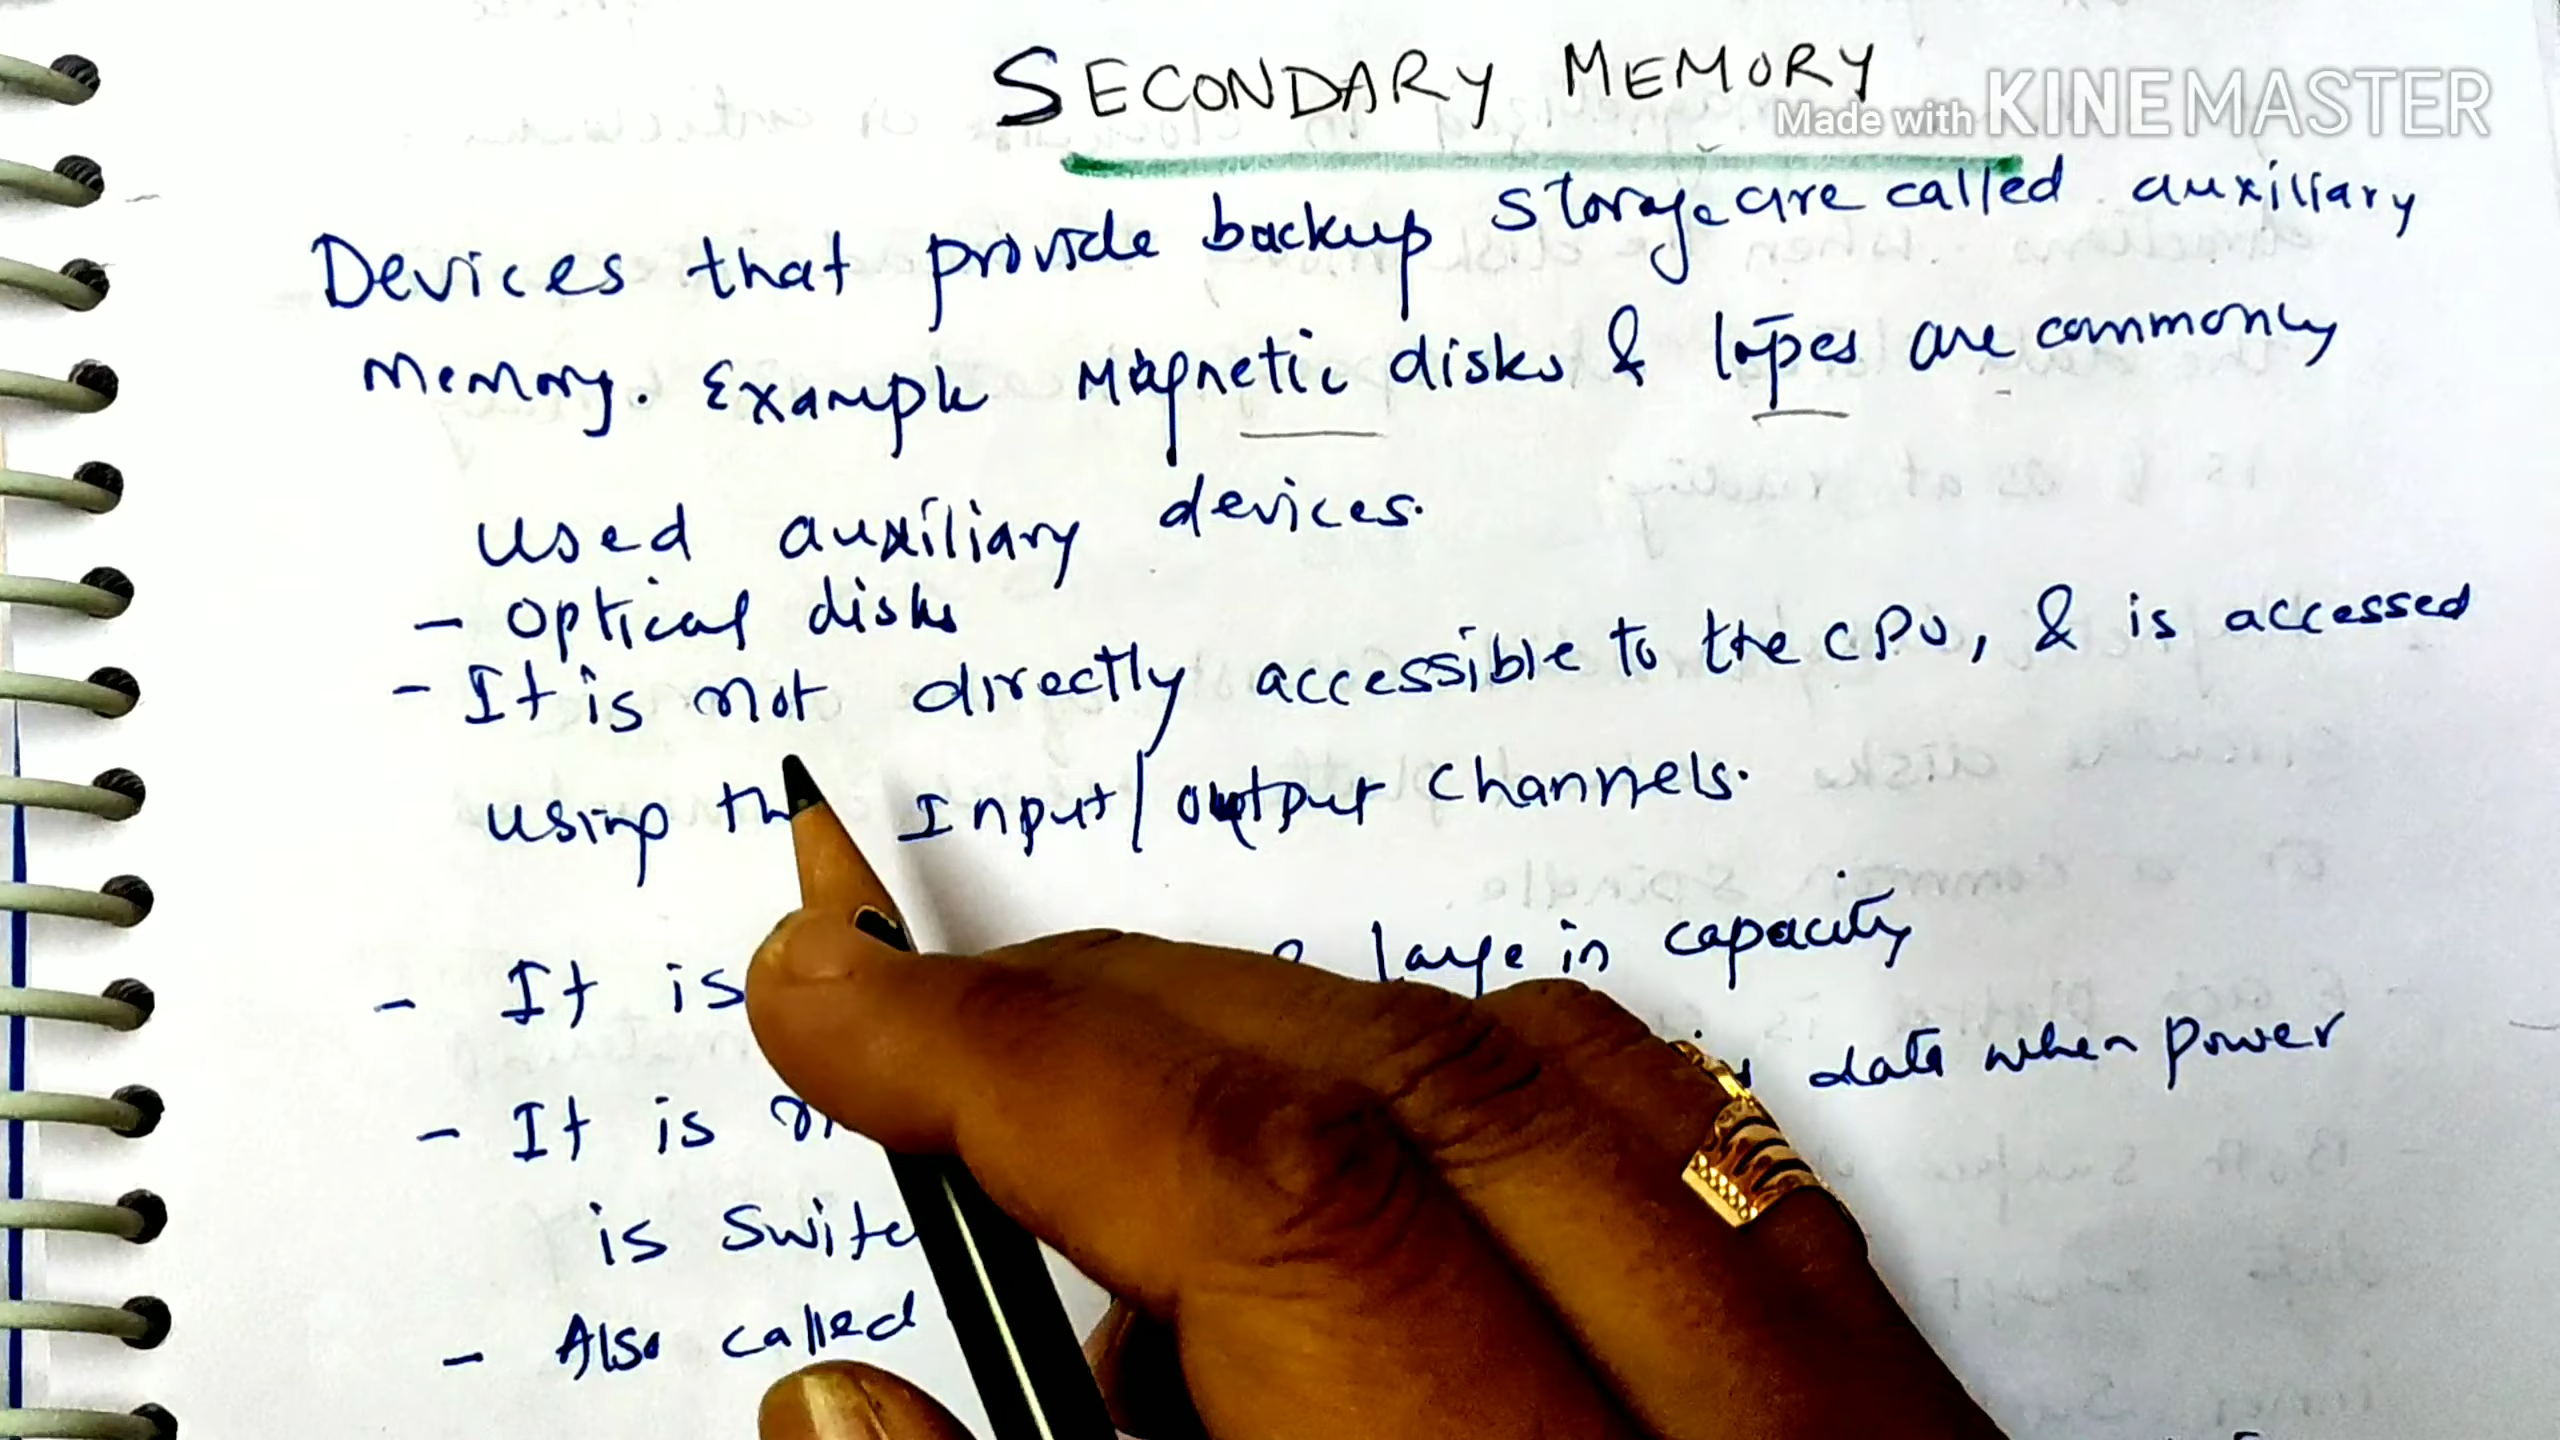 SECONDARY MEMORY
Made with KINEMASTER
Devices that provide backup storage are called auxiliary
Memory. Example Magnetic disks & tapes are commonly
used auxiliary devices.
- Optical disks
- It is not directly accessible to the CPU, & is accessed
using th Input/output Channels.
- It is & large in capacity
- It is data when power
is Switc
- Also called